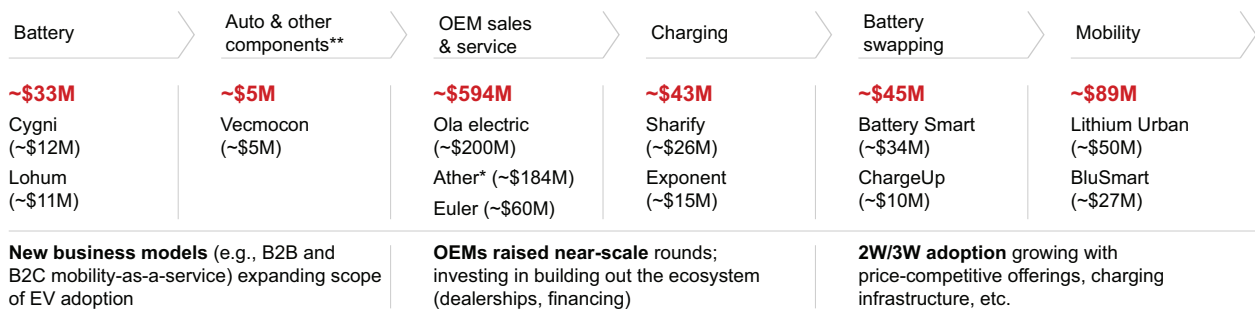 Battery
Auto & other
components**
OEM sales
& service
Charging
Battery
swapping
Mobility
~$33M
Cygni
(~$12M)
Lohum
(~$11M)
~$5M
Vecmocon
(~$5M)
~$594M
Ola electric
(~$200M)
Ather* (~$184M)
Euler (~$60M)
~$43M
Sharify
(~$26M)
Exponent
(~$15M)
~$45M
Battery Smart
(~$34M)
ChargeUp
(~$10M)
~$89M
Lithium Urban
(~$50M)
BluSmart
(~$27M)
New business models (e.g., B2B and
B2C mobility-as-a-service) expanding scope
of EV adoption
OEMs raised near-scale rounds;
investing in building out the ecosystem
(dealerships, financing)
2W/3W adoption growing with
price-competitive offerings, charging
infrastructure, etc.